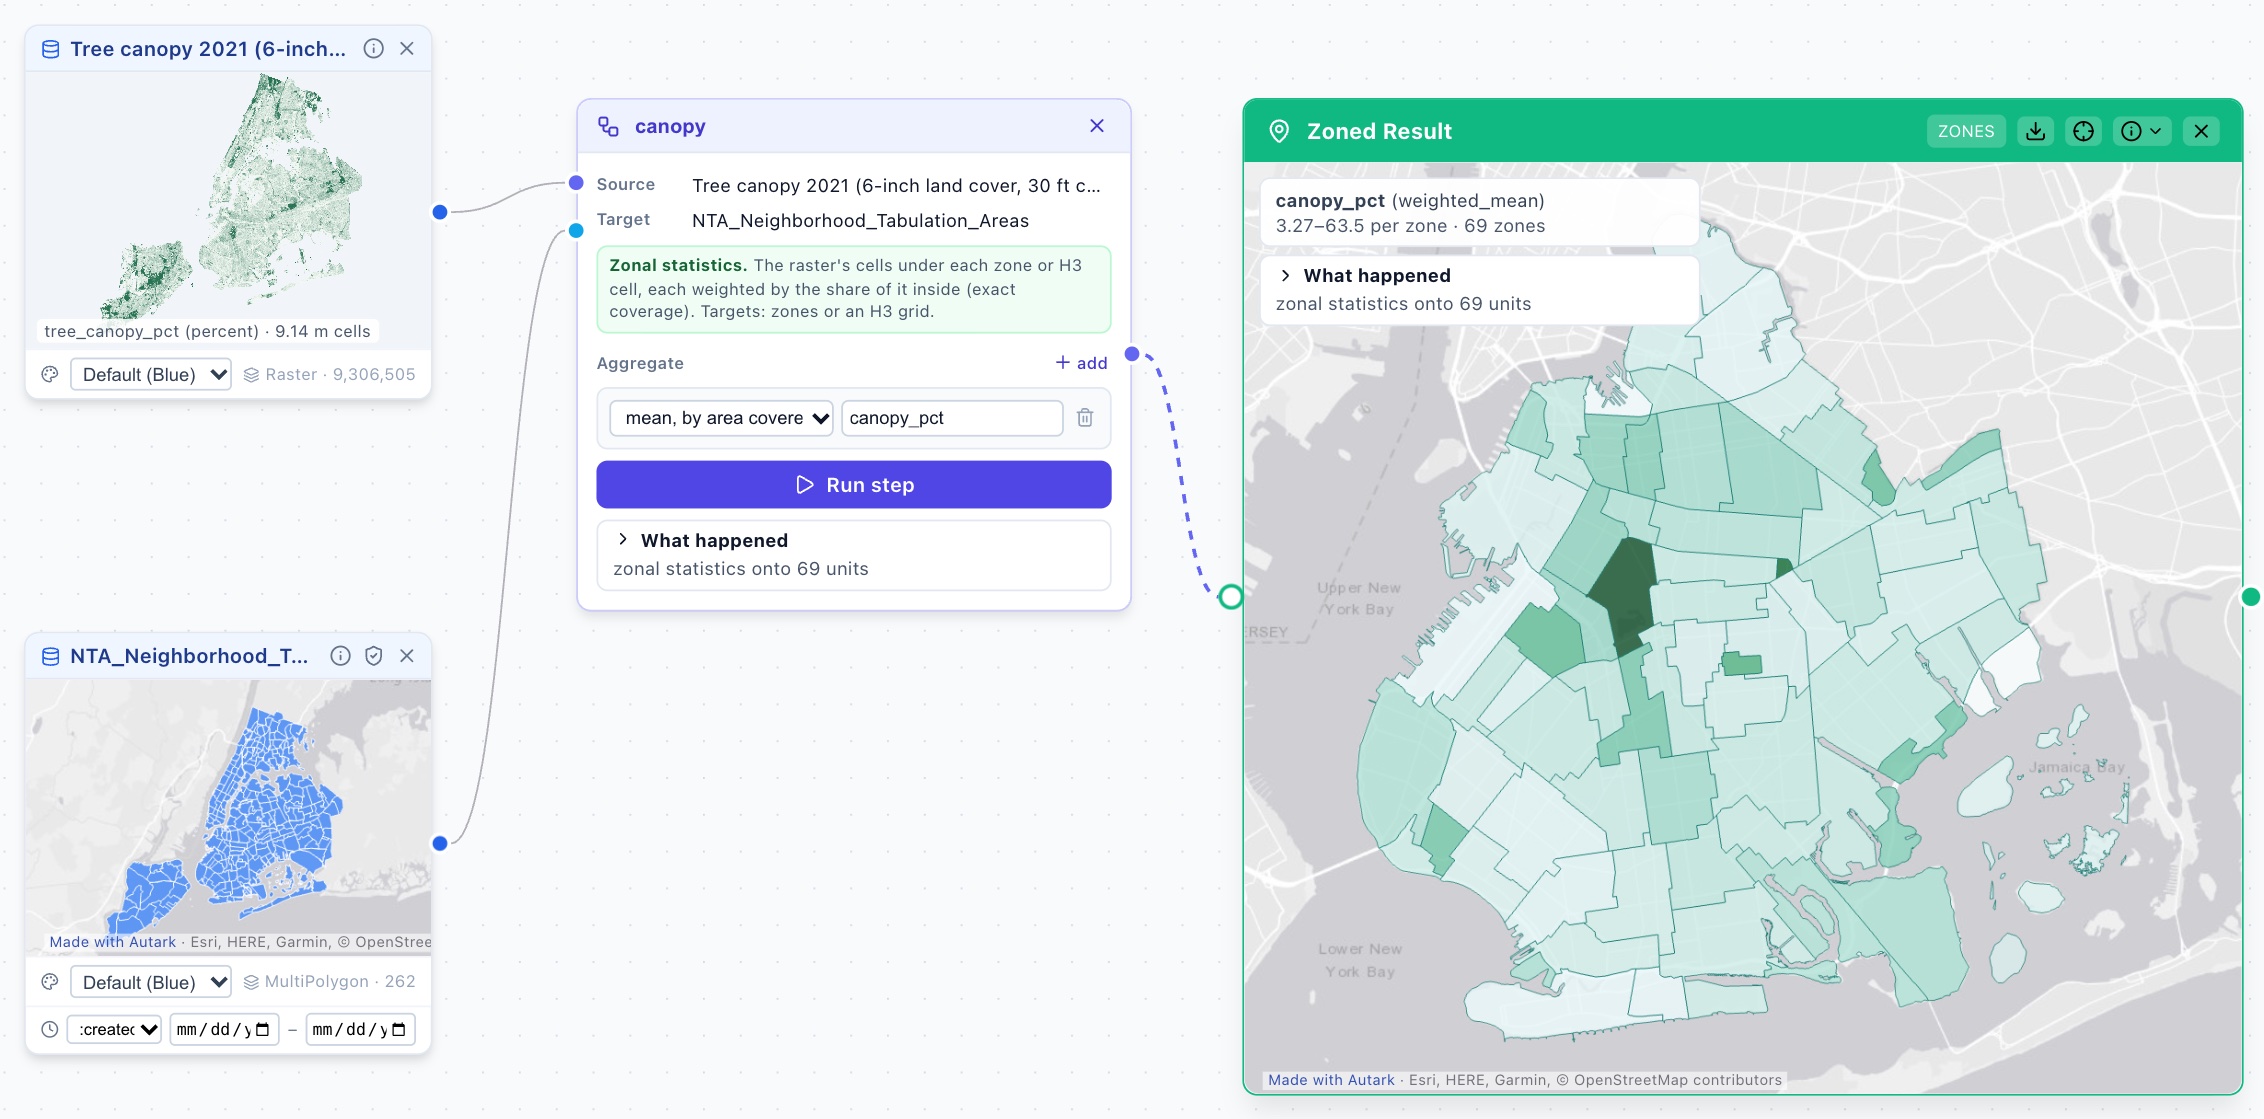 Tree canopy 2021 (6-inch...
tree_canopy_pct (percent) · 9.14 m cells
Default (Blue)
Raster · 9,306,505
NTA_Neighborhood_T...
Made with Autark · Esri, HERE, Garmin, © OpenStree
Default (Blue)
MultiPolygon · 262
:created
mm/dd/y
–
mm/dd/y
canopy
Source
Tree canopy 2021 (6-inch land cover, 30 ft c...
Target
NTA_Neighborhood_Tabulation_Areas
Zonal statistics. The raster's cells under each zone or H3
cell, each weighted by the share of it inside (exact
coverage). Targets: zones or an H3 grid.
Aggregate
+ add
mean, by area covere
canopy_pct
Run step
What happened
zonal statistics onto 69 units
Zoned Result
ZONES
canopy_pct (weighted_mean)
3.27–63.5 per zone · 69 zones
What happened
zonal statistics onto 69 units
Upper New
York Bay
ERSEY
Jamaica Bay
Lower New
York Bay
Made with Autark · Esri, HERE, Garmin, © OpenStreetMap contributors